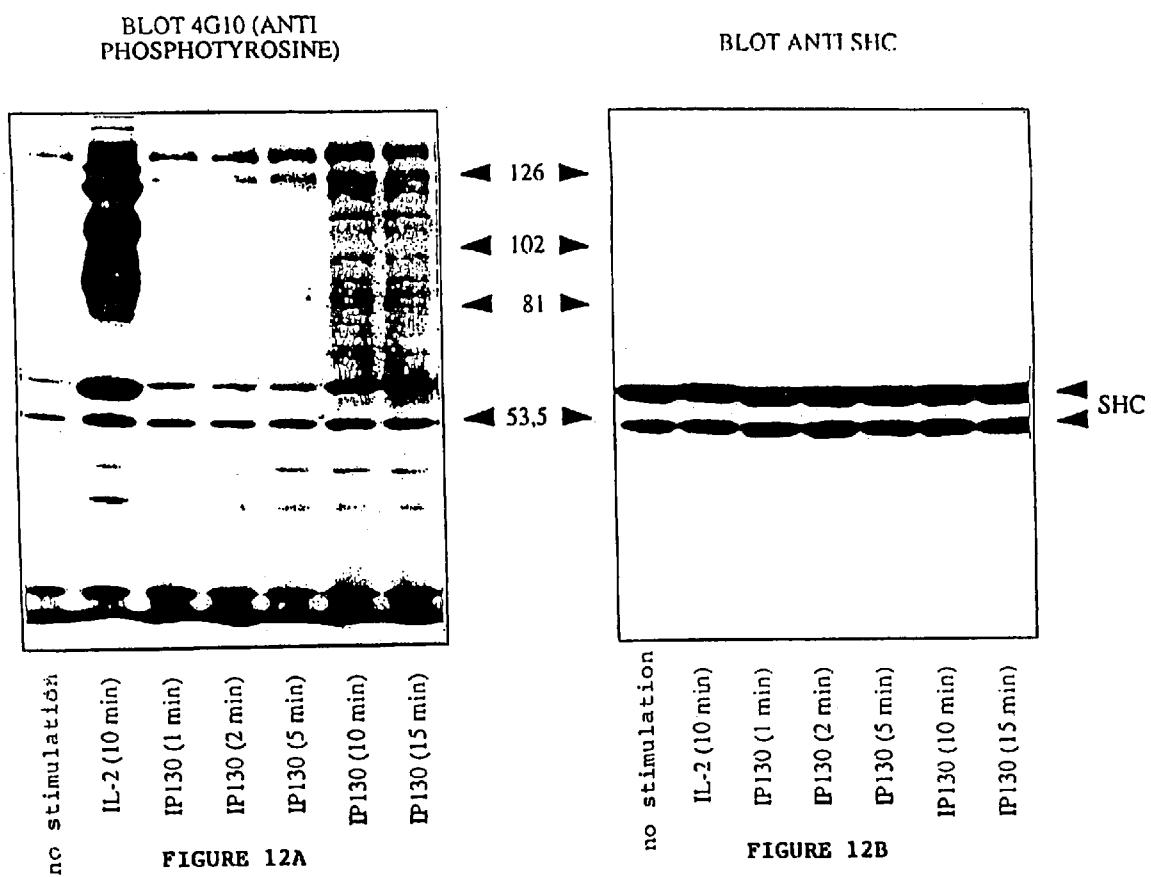 BLOT 4G10 (ANTI
PHOSPHOTYROSINE)
BLOT ANTI SHC
126
102
81
53,5
SHC
no stimulation
IL-2 (10 min)
IP130 (1 min)
IP130 (2 min)
IP130 (5 min)
IP130 (10 min)
IP130 (15 min)
FIGURE 12A
no stimulation
IL-2 (10 min)
IP130 (1 min)
IP130 (2 min)
IP130 (5 min)
IP130 (10 min)
IP130 (15 min)
FIGURE 12B